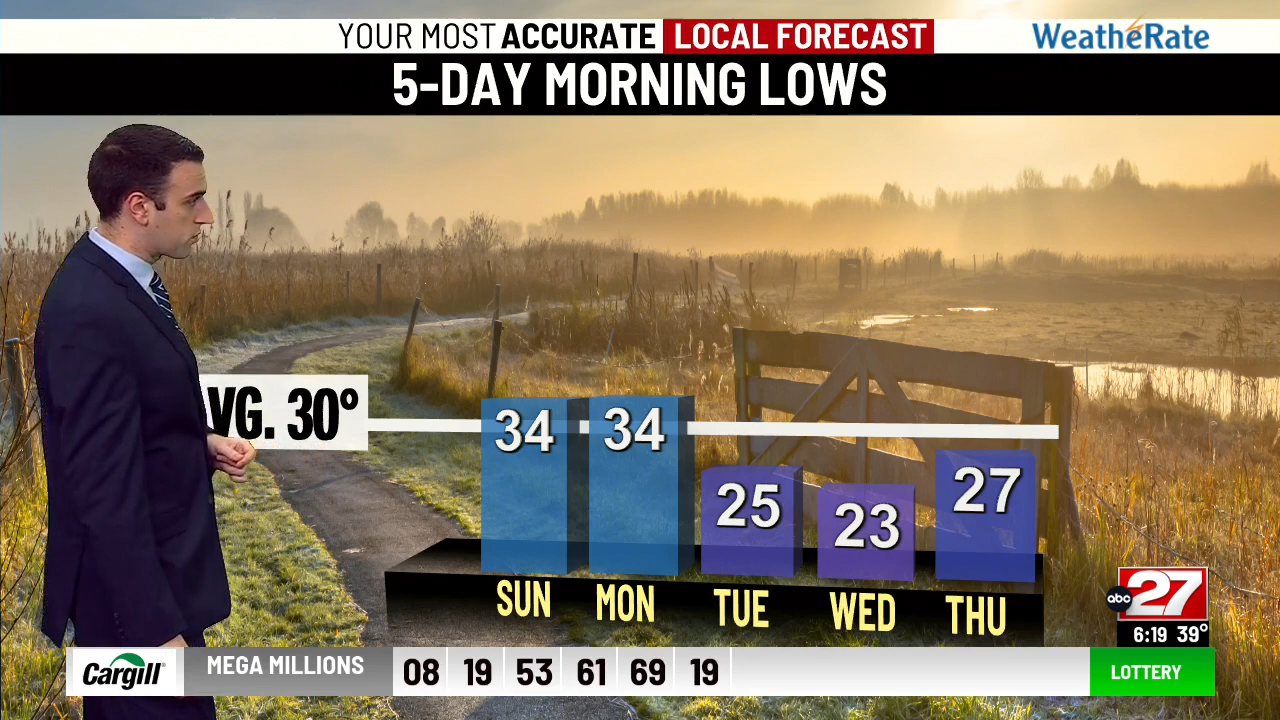 YOUR MOST ACCURATE LOCAL FORECAST
WeatheRate
5-DAY MORNING LOWS
VG. 30°
34
34
25
23
27
SUN
MON
TUE
WED
THU
abc 27
6:19 39°
Cargill
MEGA MILLIONS
08 19 53 61 69 19
LOTTERY